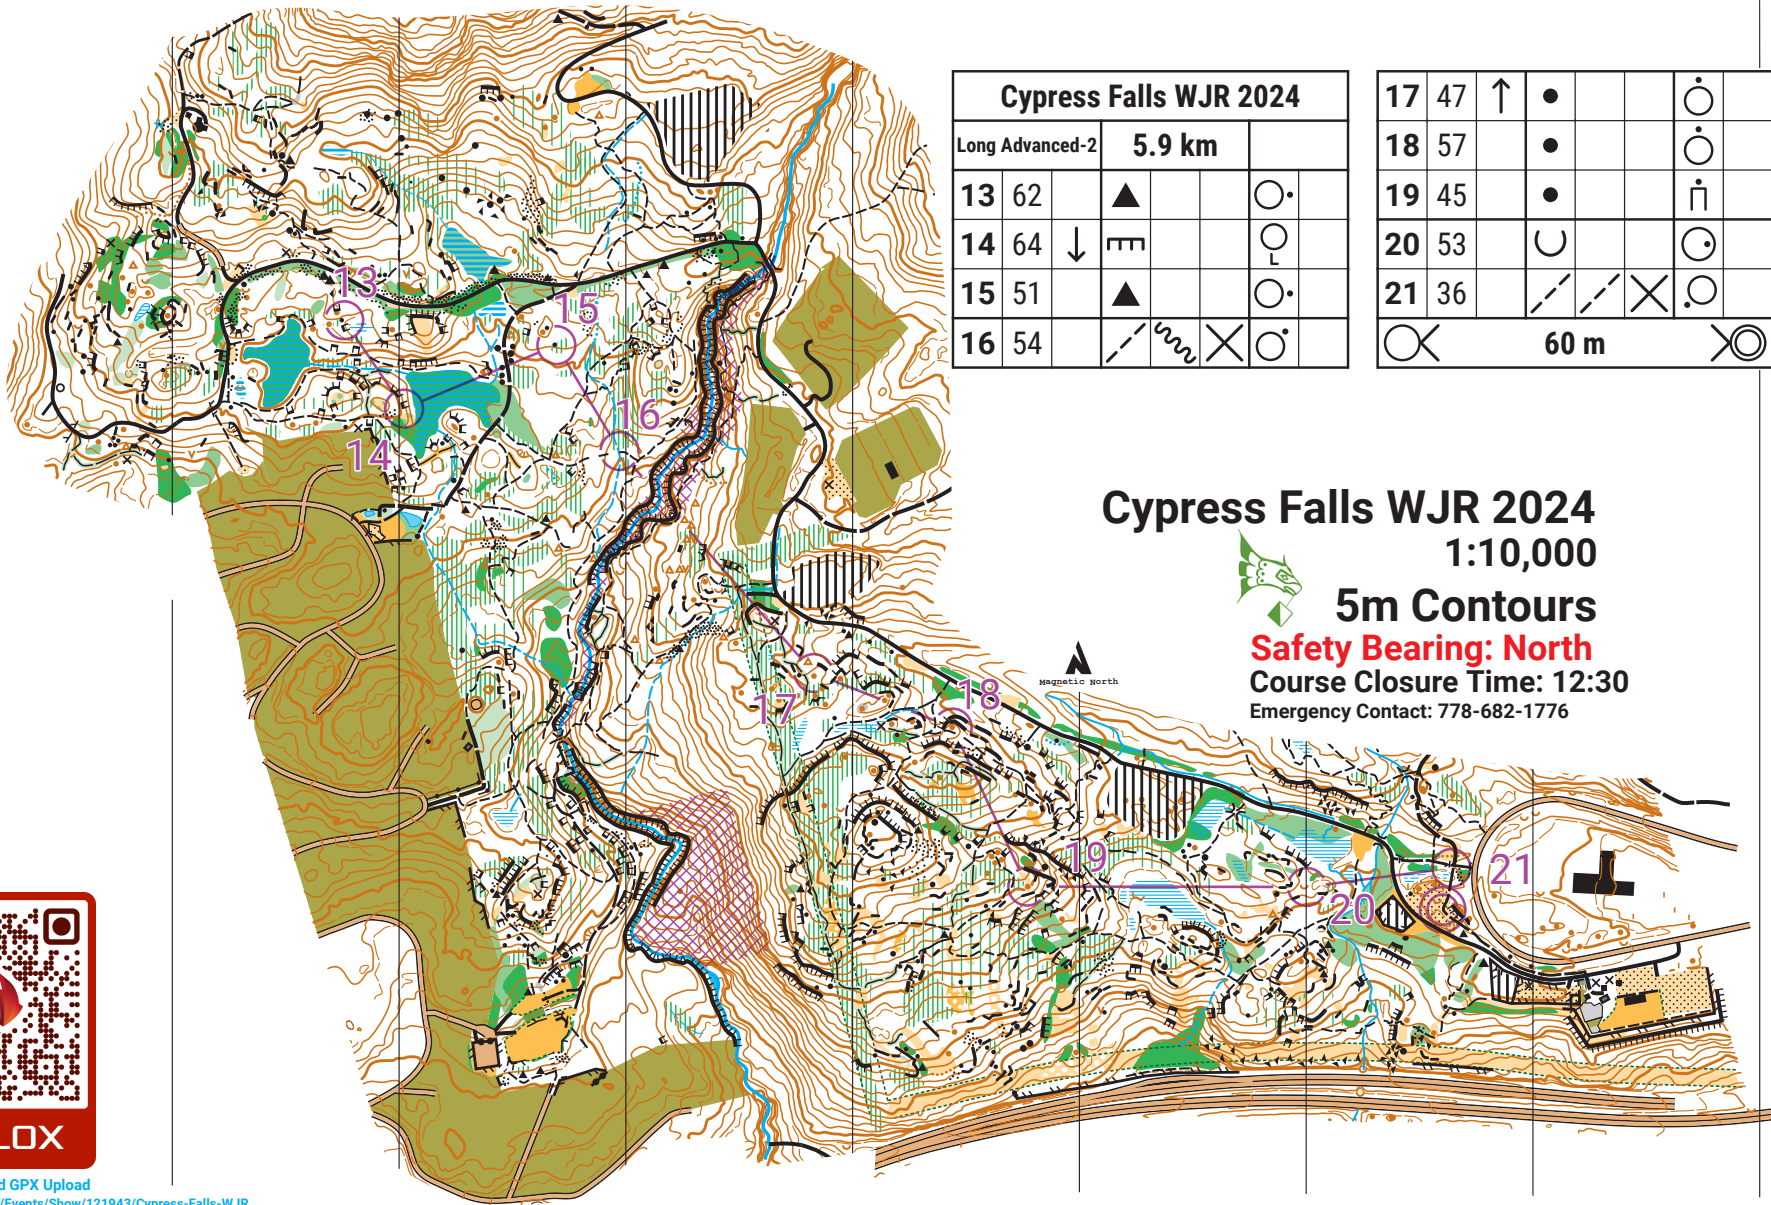 Cypress Falls WJR 2024
Long Advanced-2 5.9 km
13 62
14 64
15 51
16 54
17 47
18 57
19 45
20 53
21 36
60 m
Cypress Falls WJR 2024
1:10,000
5m Contours
Safety Bearing: North
Course Closure Time: 12:30
Emergency Contact: 778-682-1776
Magnetic North
13
15
16
14
17
18
19
20
21
LOX
d GPX Upload
/Events/Show/121943/Cypress-Falls-WJR